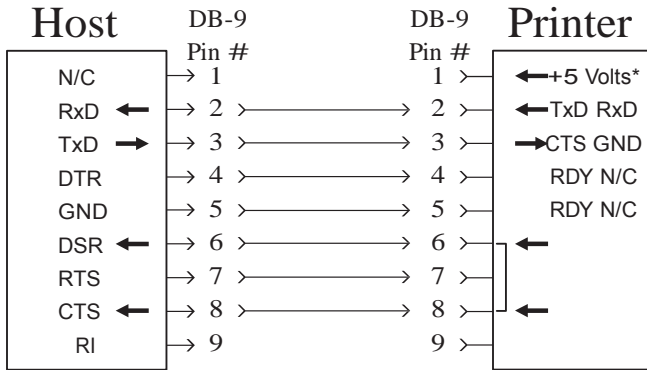 Host DB-9 DB-9 Printer
Pin # Pin #
N/C 1 1 +5 Volts*
RxD 2 2 TxD RxD
TxD 3 3 CTS GND
DTR 4 4 RDY N/C
GND 5 5 RDY N/C
DSR 6 6
RTS 7 7
CTS 8 8
RI 9 9